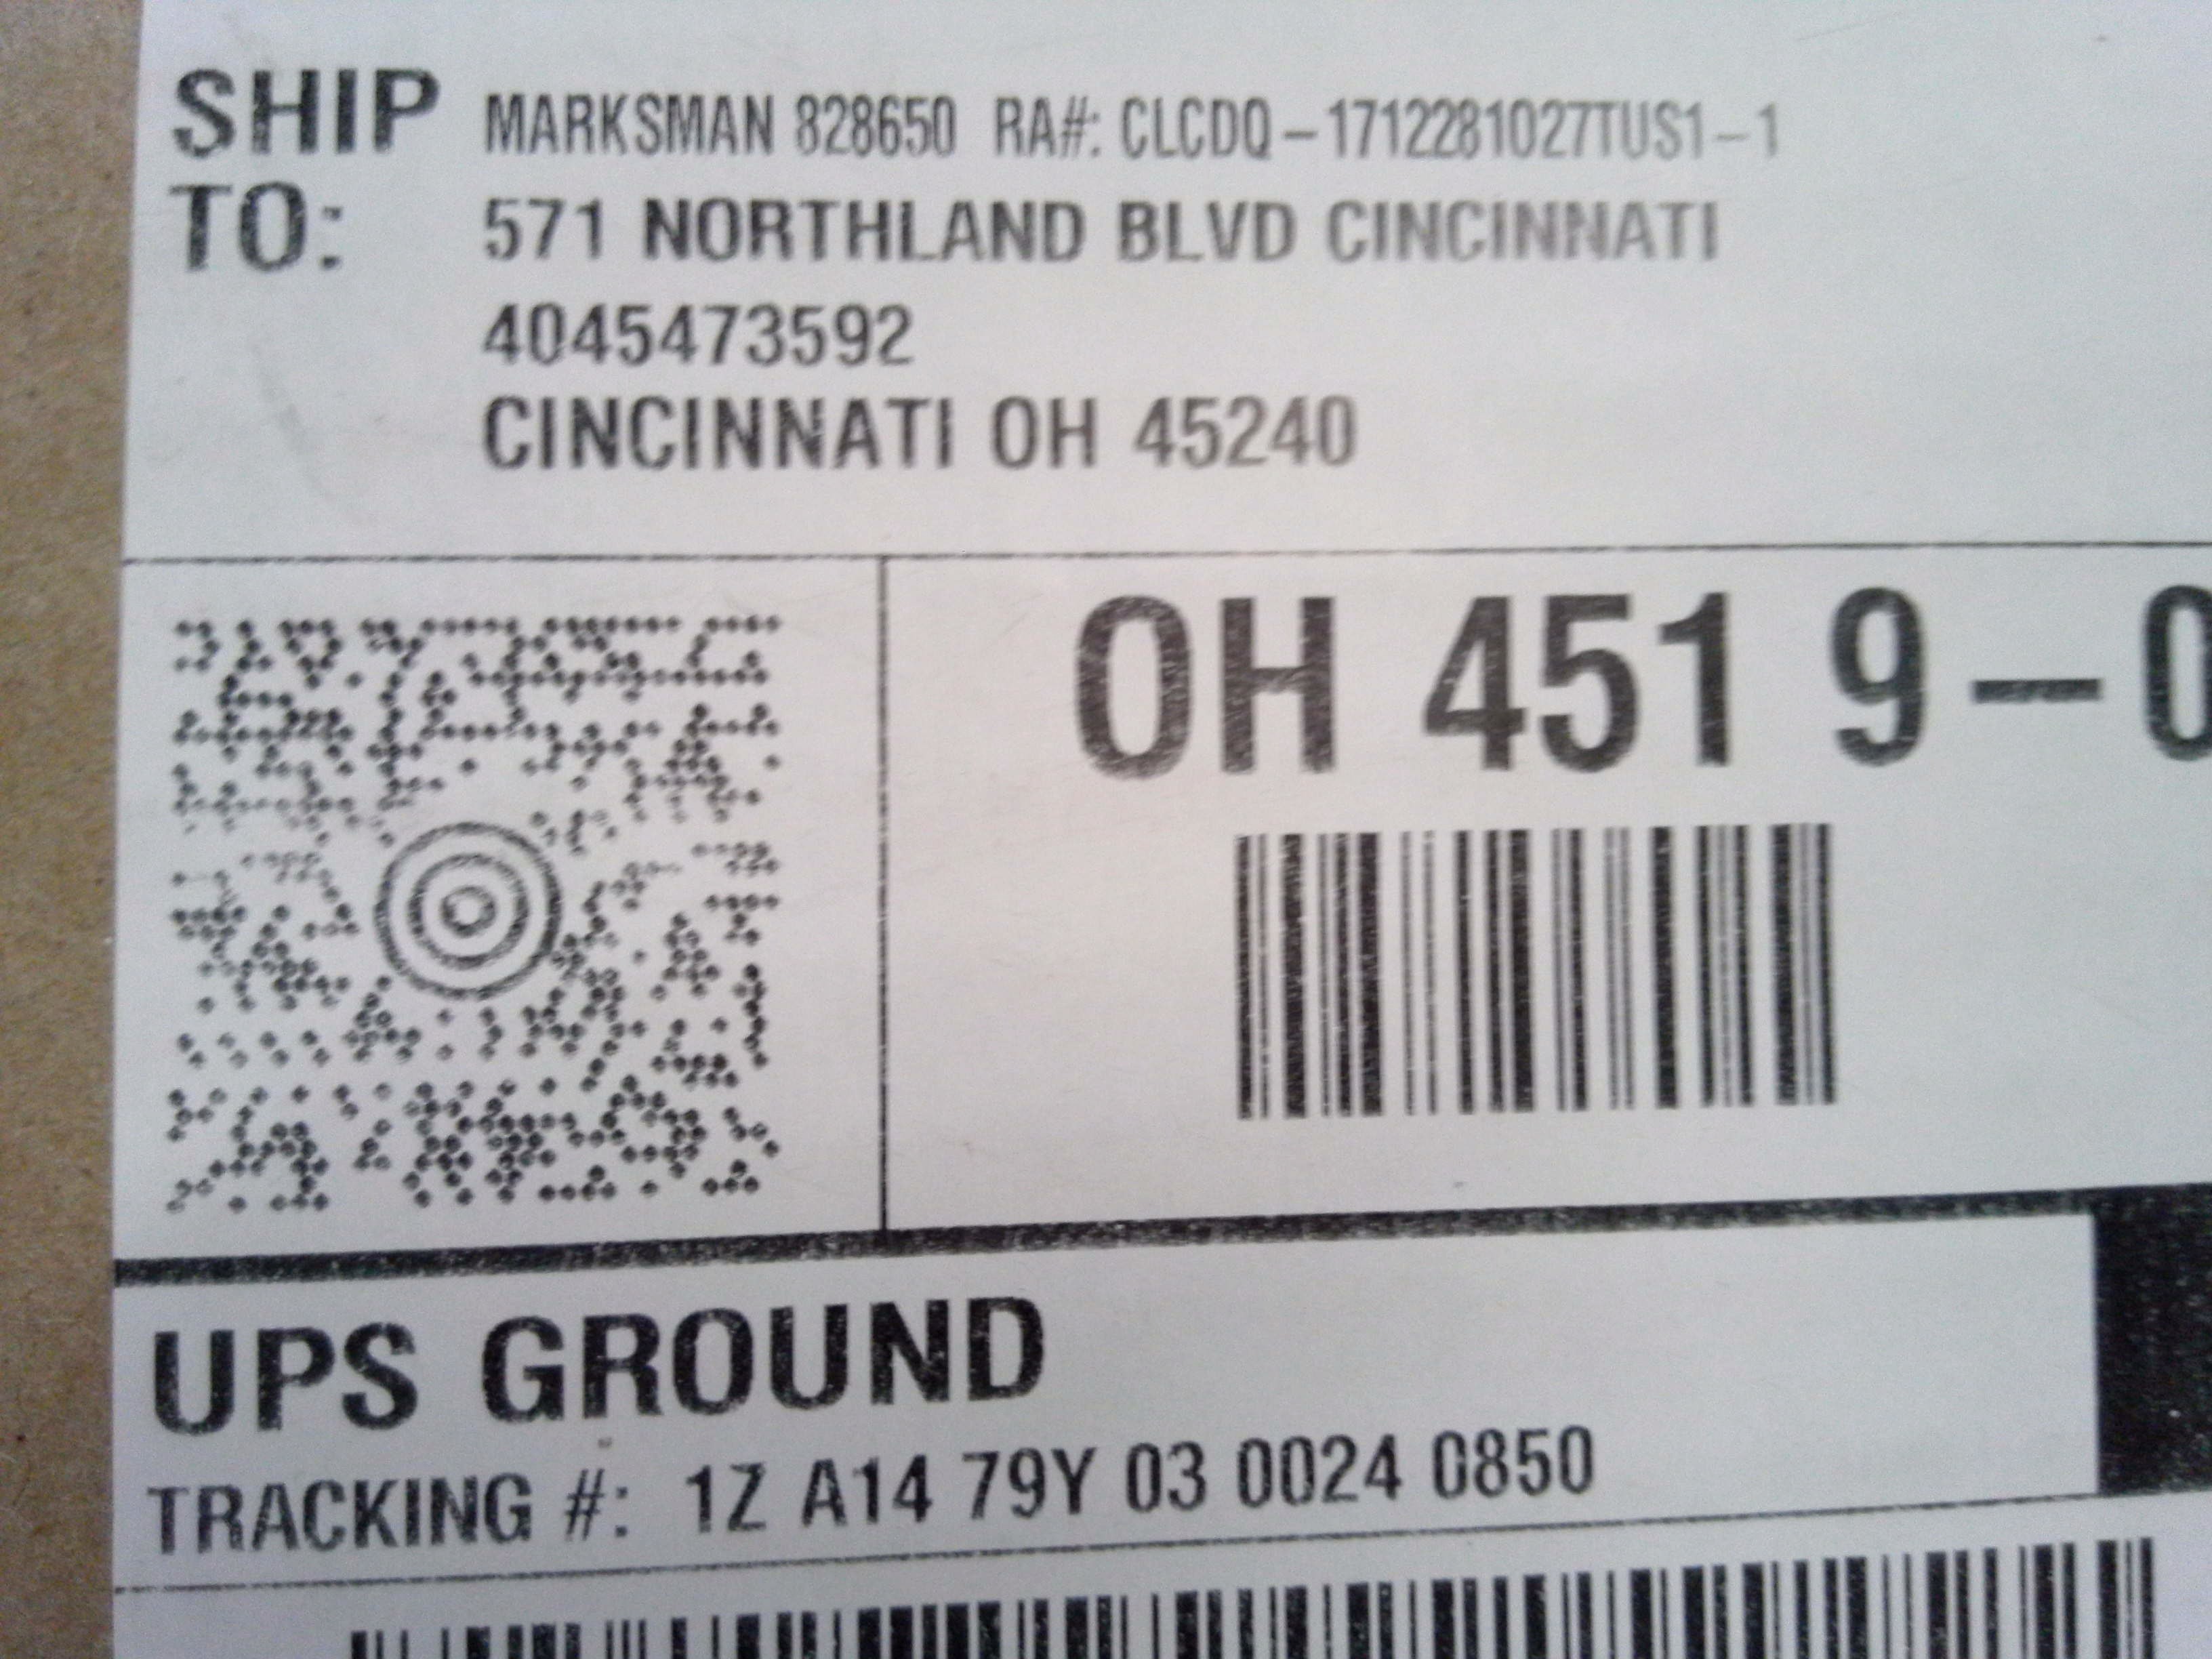 SHIP TO: MARKSMAN 828650 RA#: CLCDQ-1712281027TUS1-1
571 NORTHLAND BLVD CINCINNATI
4045473592
CINCINNATI OH 45240
OH 451 9-0
UPS GROUND
TRACKING #: 1Z A14 79Y 03 0024 0850